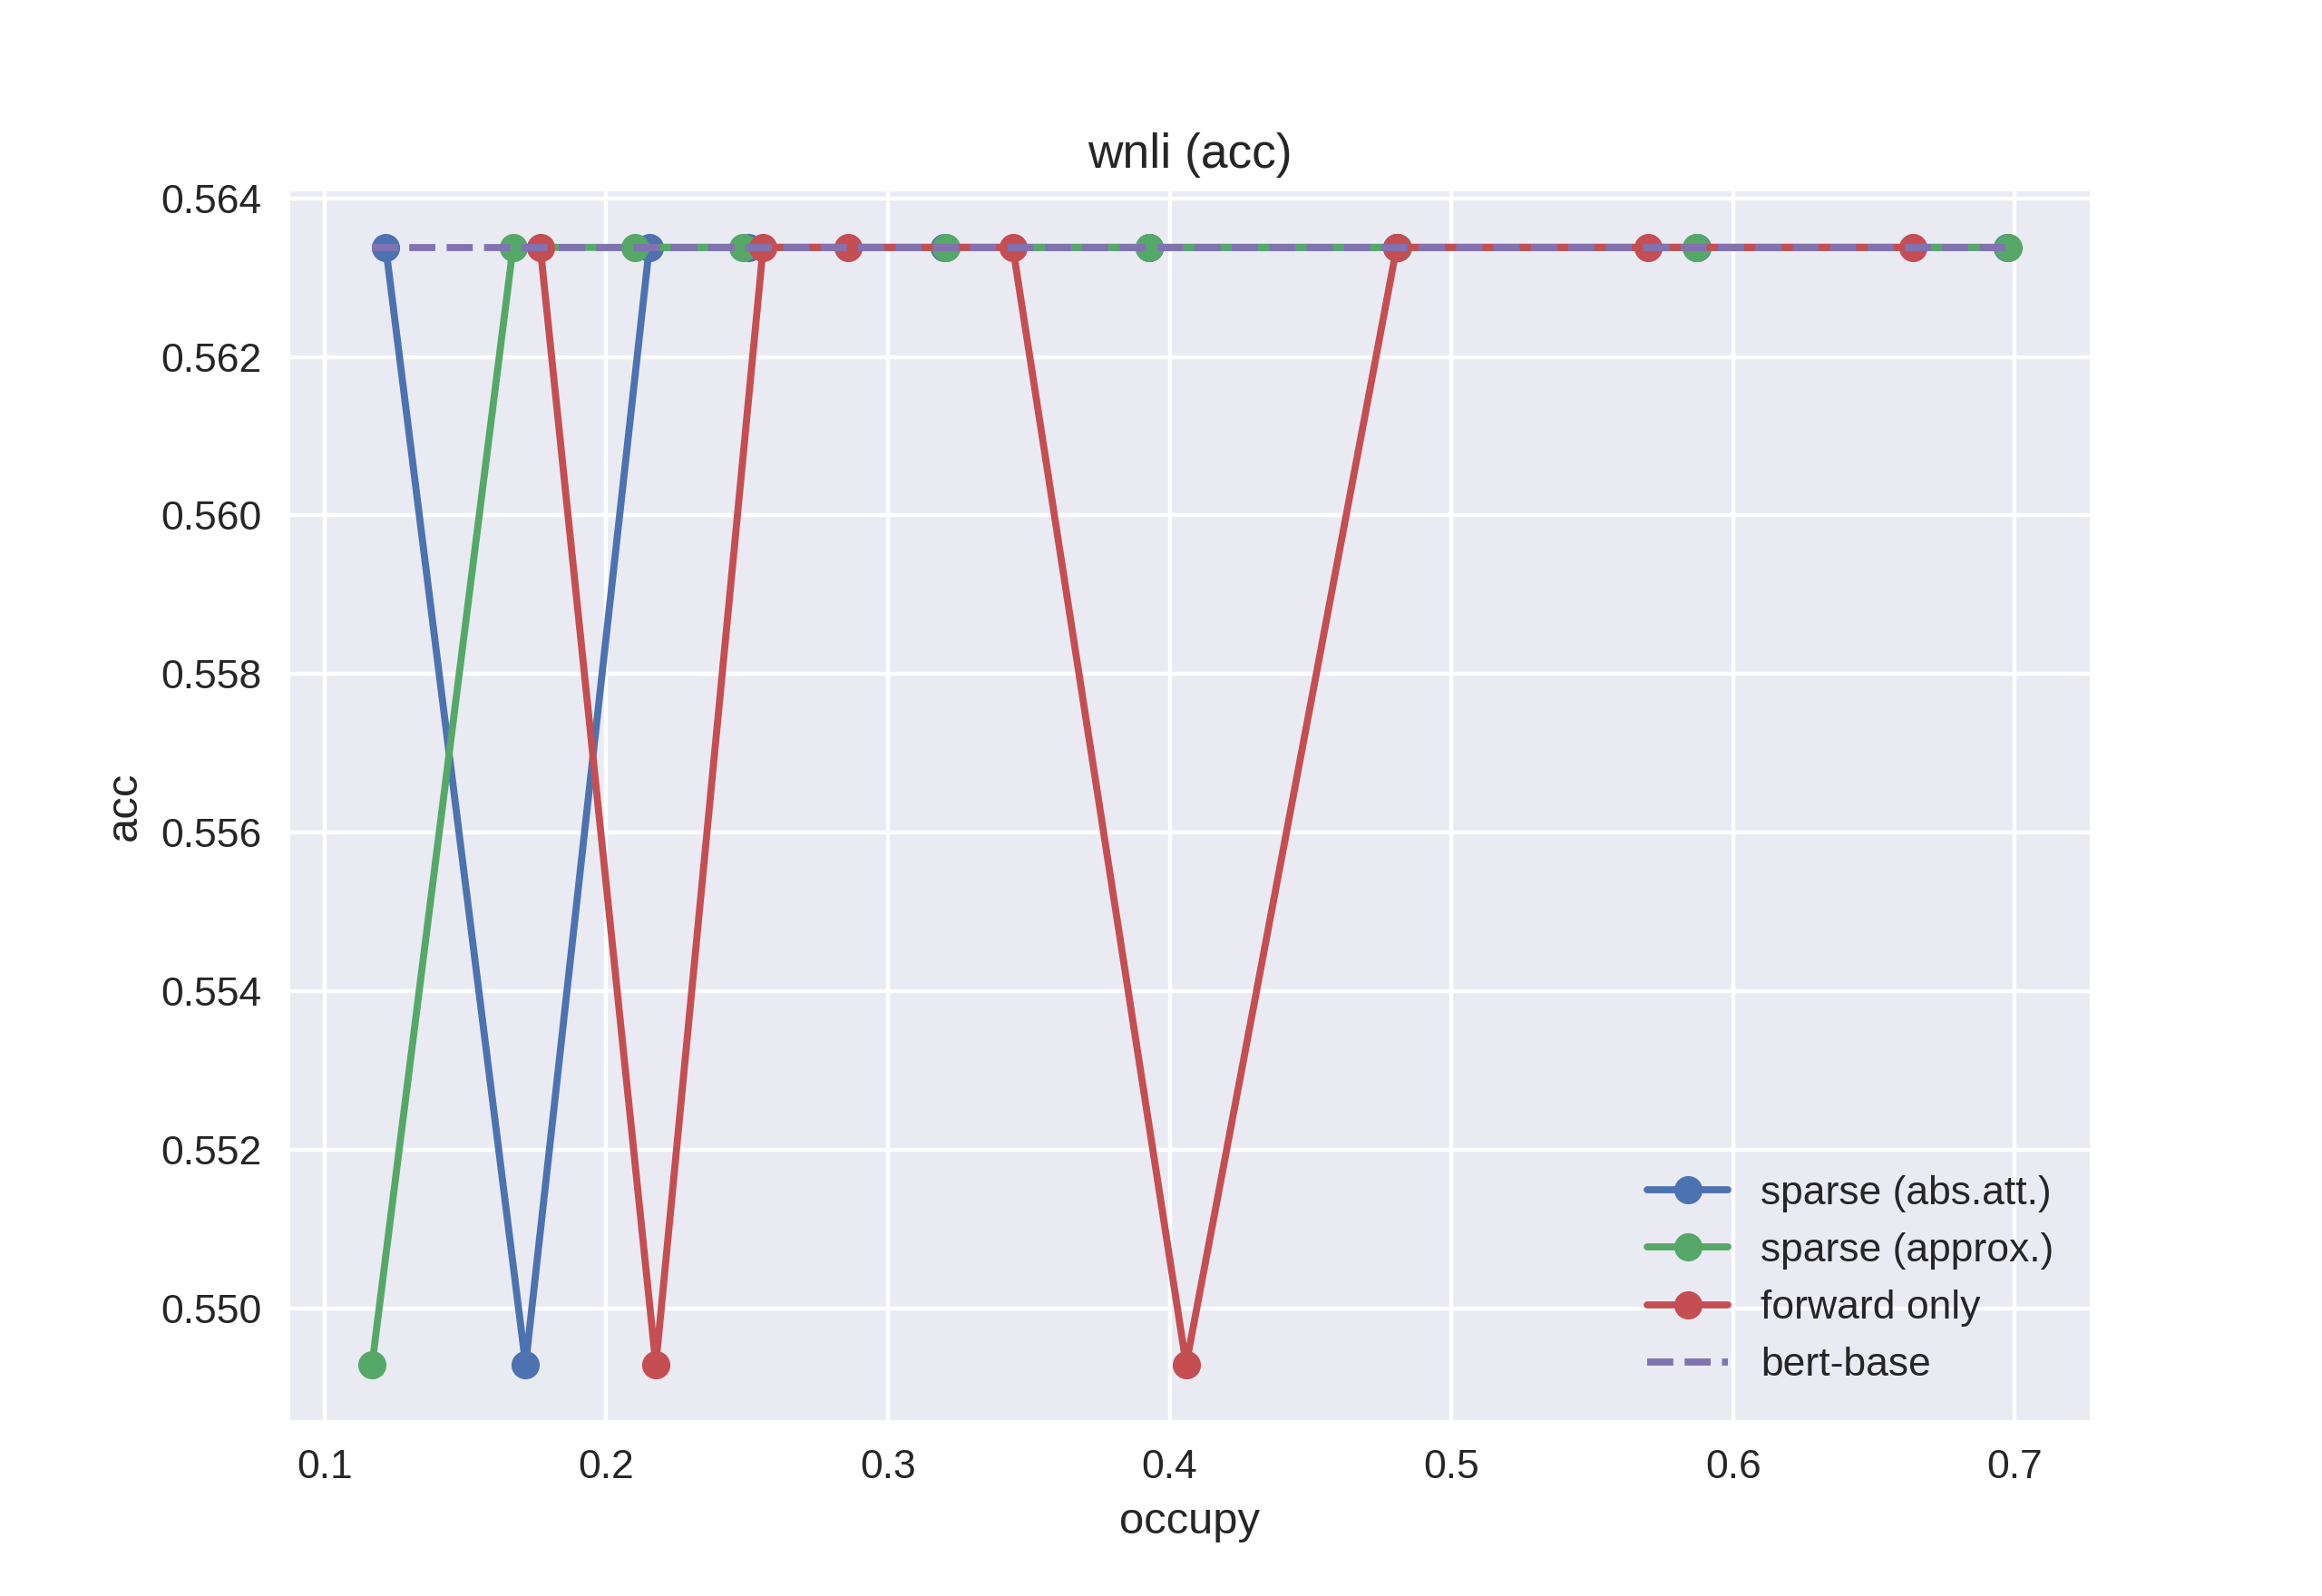 wnli (acc)
0.564
0.562
0.560
0.558
0.556
0.554
0.552
0.550
acc
0.1 0.2 0.3 0.4 0.5 0.6 0.7
occupy
sparse (abs.att.)
sparse (approx.)
forward only
bert-base